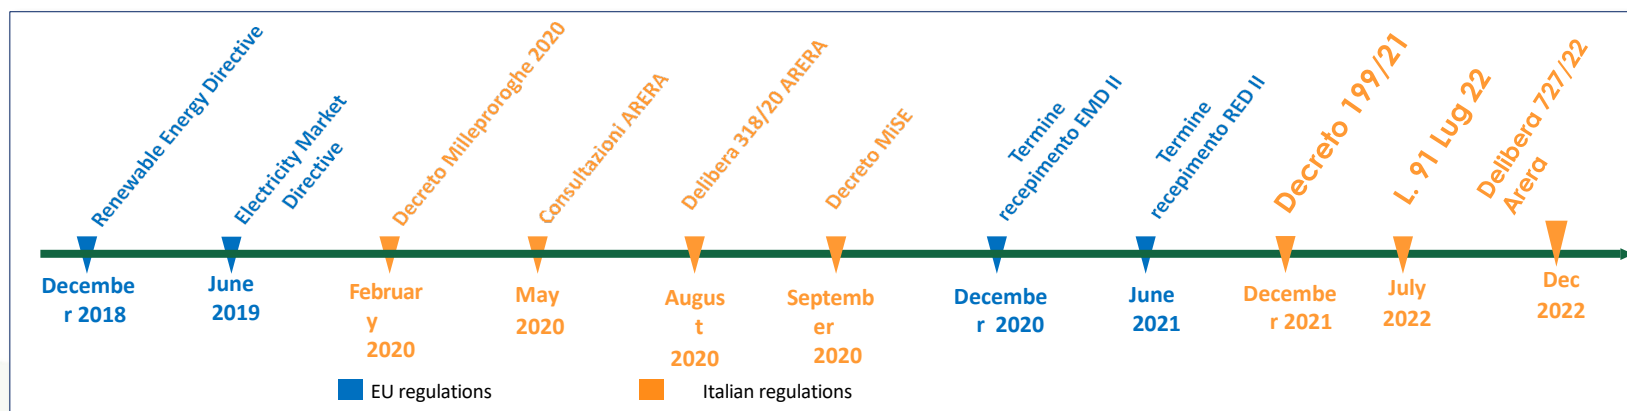 Renewable Energy Directive
Electricity Market
Directive
Decreto Milleproroghe 2020
Consultazioni ARERA
Delibera 318/20 ARERA
Decreto MiSE
Termine
recepimento EMD II
Termine
recepimento RED II
Decreto 199/21
L. 91 Lug 22
Delibera 727/22
Arera
Decembe
r 2018
June
2019
Februar
y
2020
May
2020
Augus
t
2020
Septemb
er
2020
Decembe
r 2020
June
2021
Decembe
r 2021
July
2022
Dec
2022
EU regulations
Italian regulations